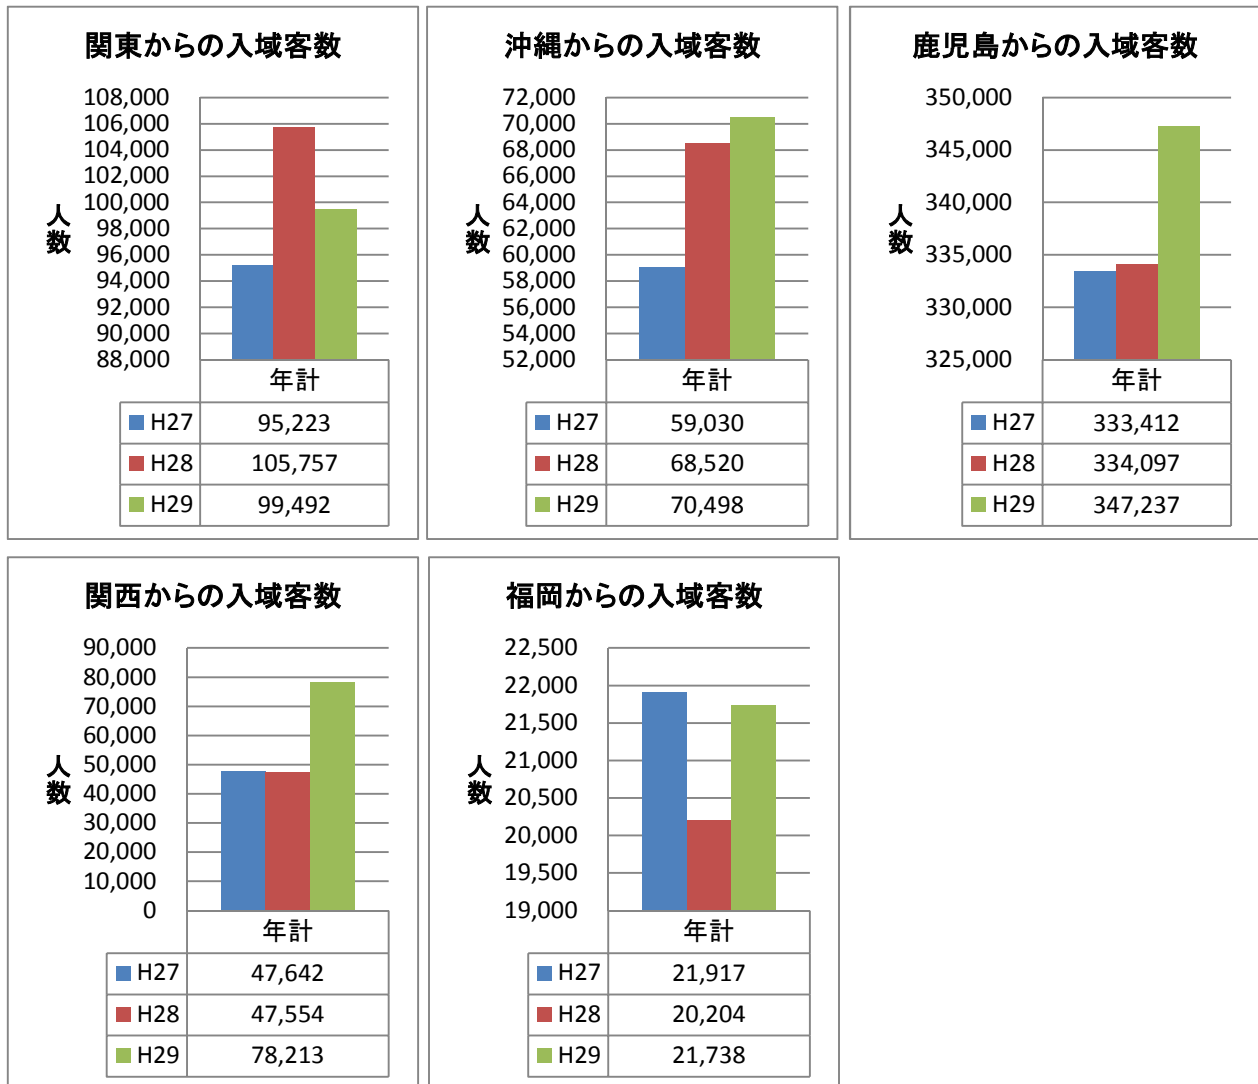 関東からの入域客数
108,000
106,000
104,000
102,000
100,000
98,000
96,000
94,000
92,000
90,000
88,000
人数
年計
H27 95,223
H28 105,757
H29 99,492
沖縄からの入域客数
72,000
70,000
68,000
66,000
64,000
62,000
60,000
58,000
56,000
54,000
52,000
人数
年計
H27 59,030
H28 68,520
H29 70,498
鹿児島からの入域客数
350,000
345,000
340,000
335,000
330,000
325,000
人数
年計
H27 333,412
H28 334,097
H29 347,237
関西からの入域客数
90,000
80,000
70,000
60,000
50,000
40,000
30,000
20,000
10,000
0
人数
年計
H27 47,642
H28 47,554
H29 78,213
福岡からの入域客数
22,500
22,000
21,500
21,000
20,500
20,000
19,500
19,000
人数
年計
H27 21,917
H28 20,204
H29 21,738